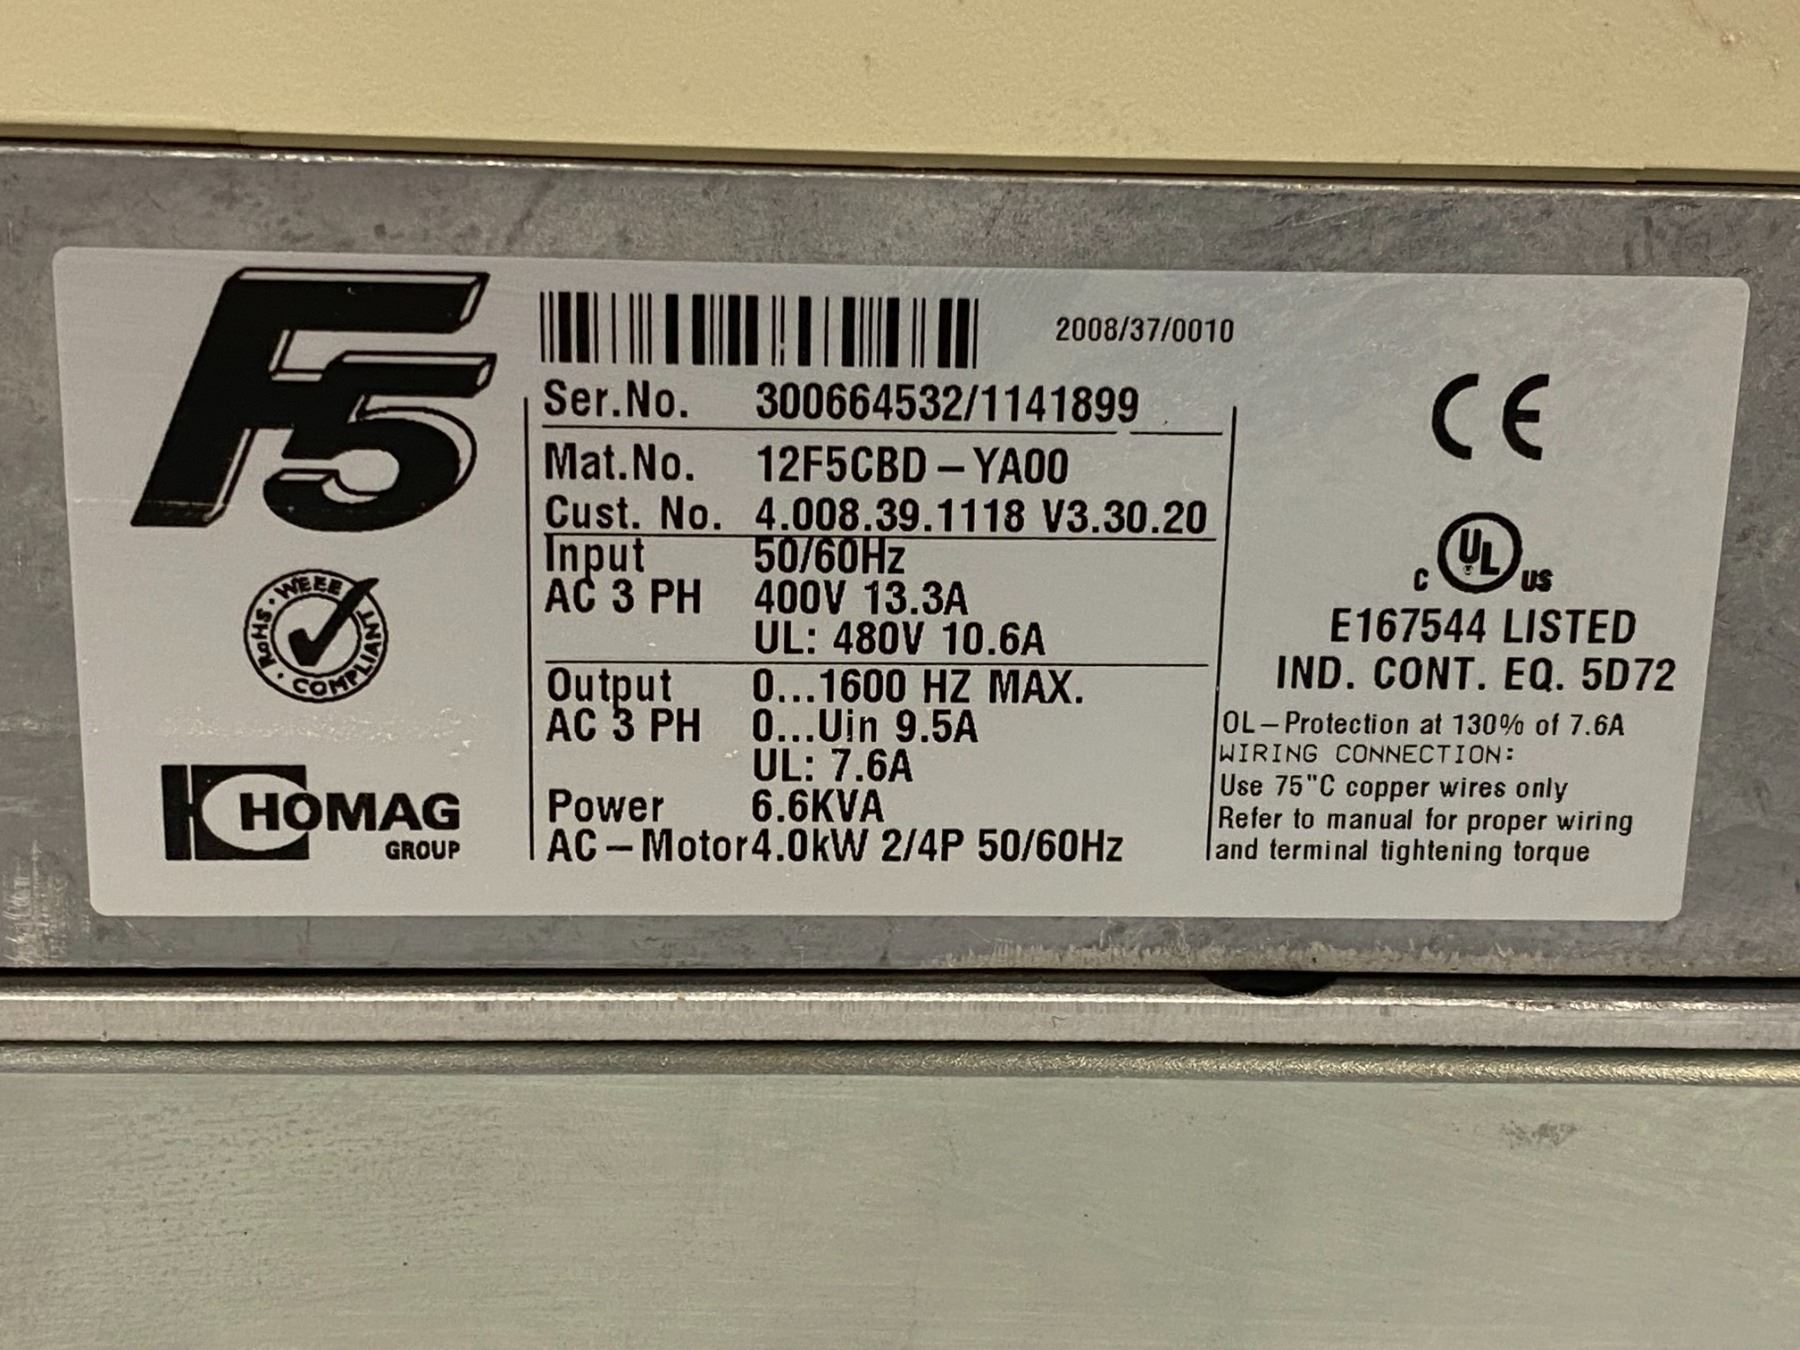 F5
2008/37/0010
Ser.No. 300664532/1141899
Mat.No. 12F5CBD-YA00
Cust. No. 4.008.39.1118 V3.30.20
Input 50/60Hz
AC 3 PH 400V 13.3A
UL: 480V 10.6A
Output 0...1600 HZ MAX.
AC 3 PH 0...Uin 9.5A
UL: 7.6A
Power 6.6KVA
AC-Motor4.0kW 2/4P 50/60Hz
RoHS · WEEE · COMPLIANT
HOMAG
GROUP
CE
C UL US
E167544 LISTED
IND. CONT. EQ. 5D72
OL-Protection at 130% of 7.6A
WIRING CONNECTION:
Use 75"C copper wires only
Refer to manual for proper wiring
and terminal tightening torque